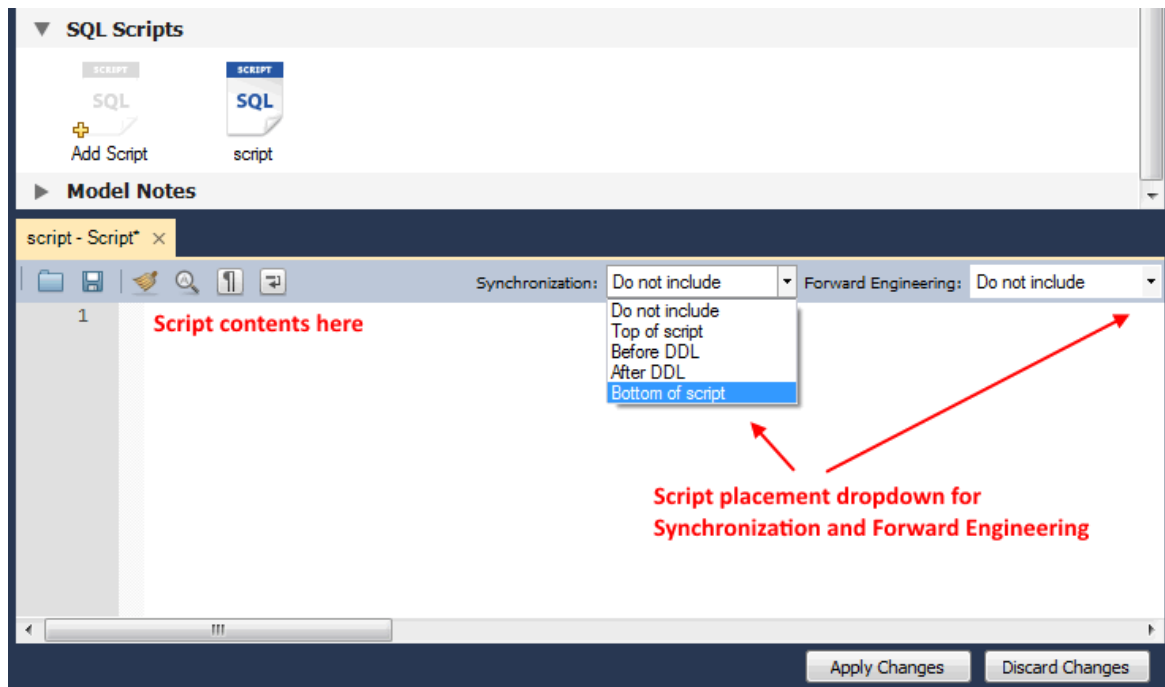 SQL Scripts
SCRIPT SCRIPT
SQL SQL
Add Script script
Model Notes
script - Script*
Synchronization: Do not include Forward Engineering: Do not include
1 Script contents here
Do not include
Top of script
Before DDL
After DDL
Bottom of script
Script placement dropdown for
Synchronization and Forward Engineering
Apply Changes Discard Changes